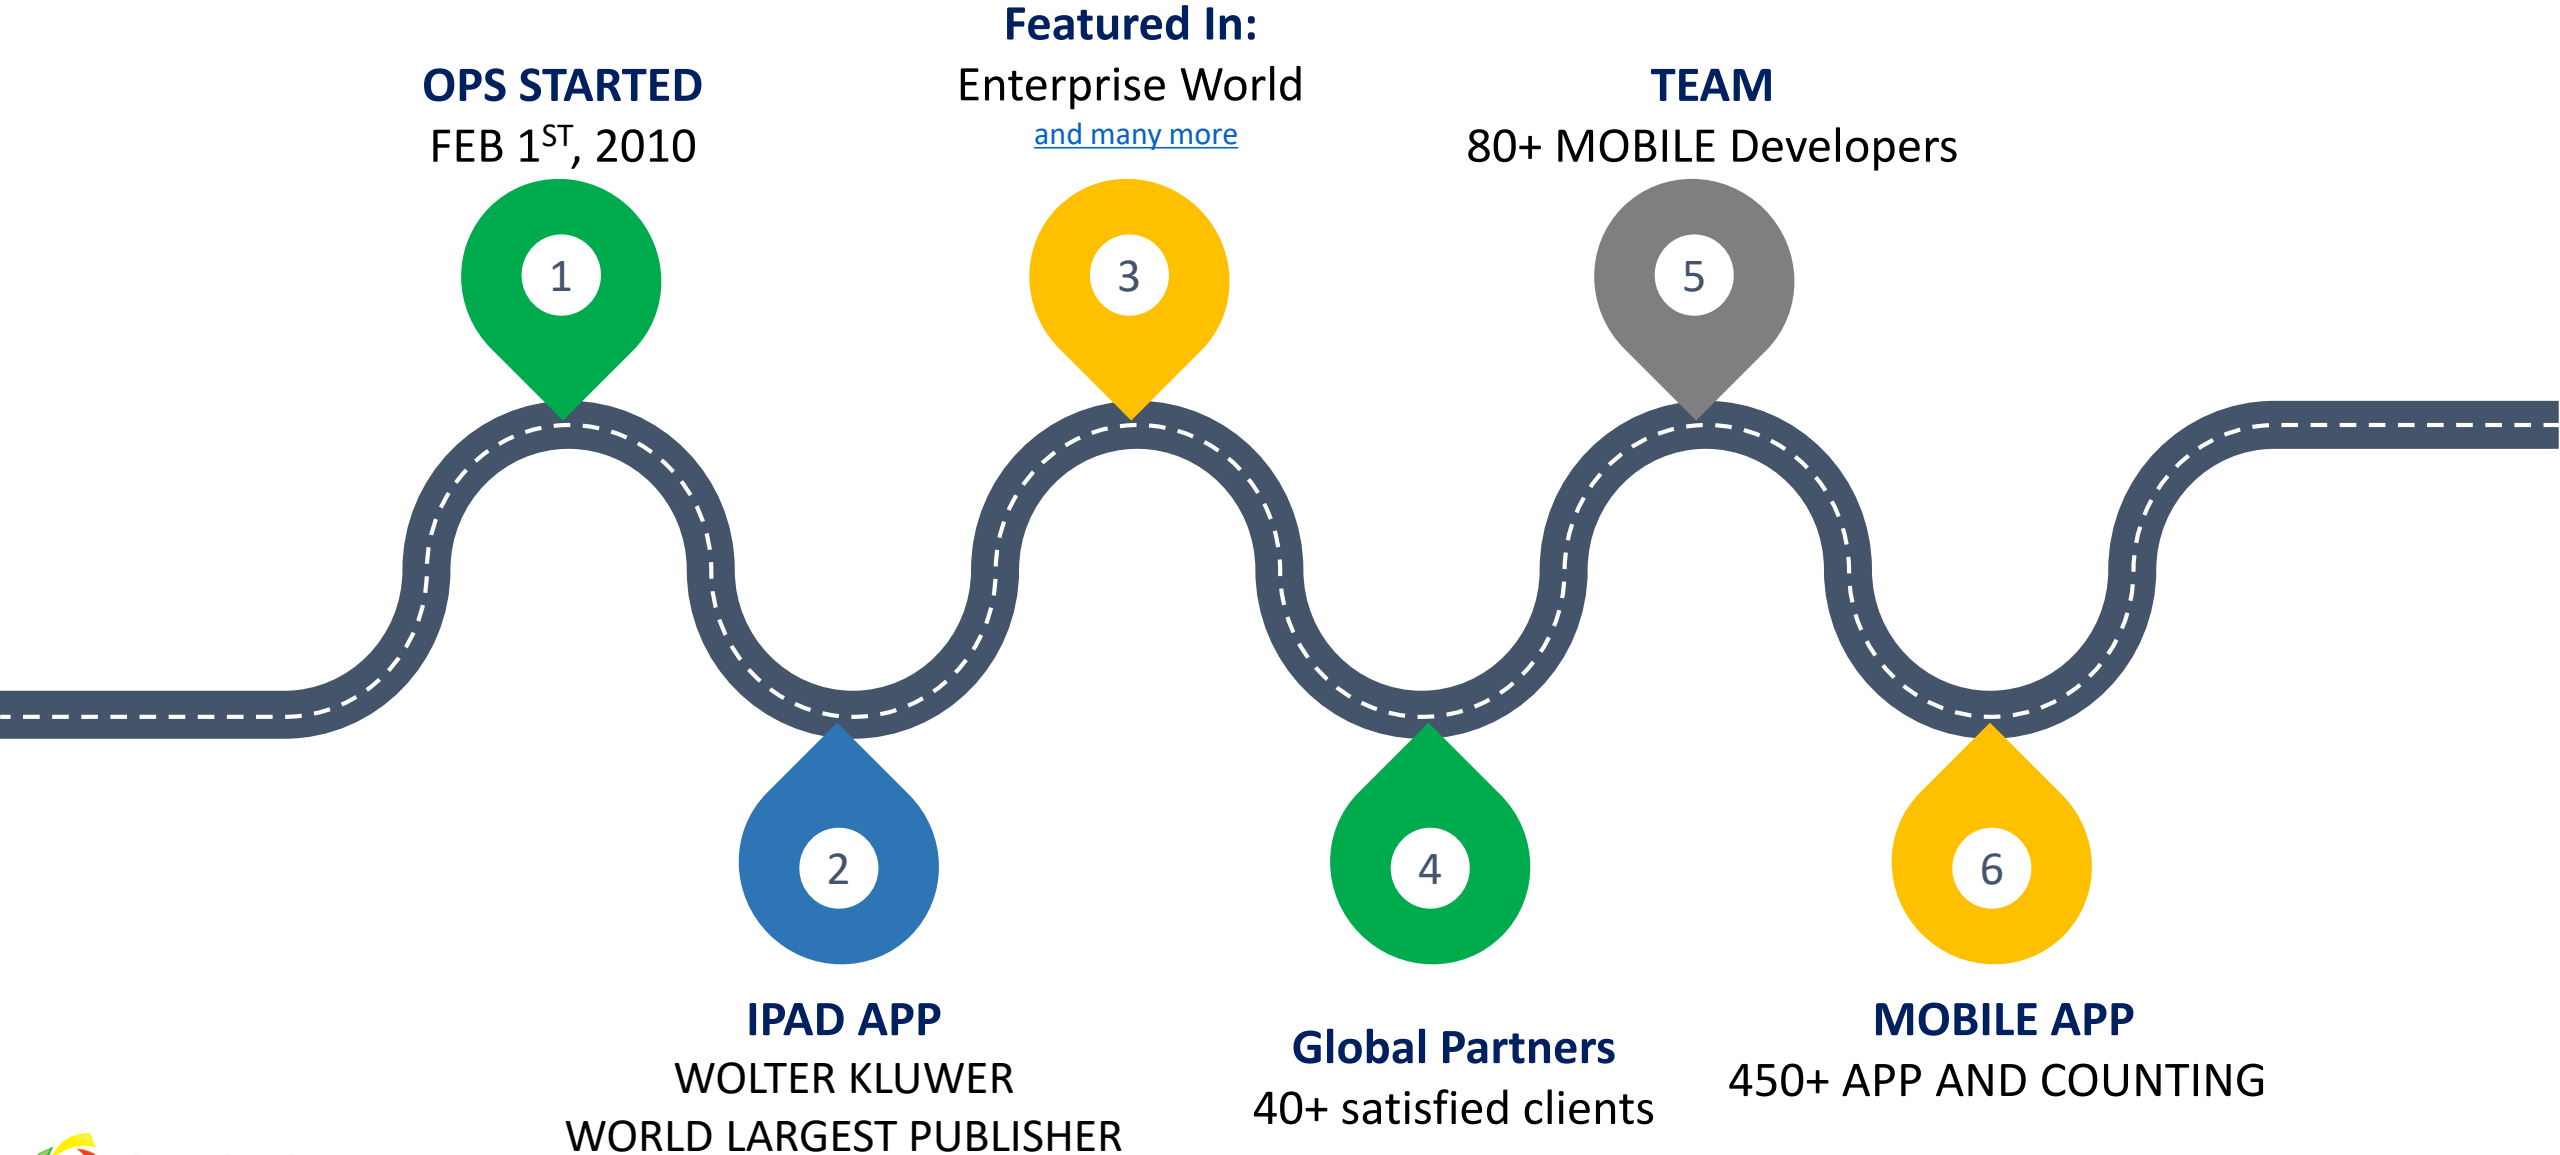 Featured In:
Enterprise World
and many more
OPS STARTED
FEB 1ST, 2010
TEAM
80+ MOBILE Developers
1
3
5
2
4
6
IPAD APP
WOLTER KLUWER
WORLD LARGEST PUBLISHER
Global Partners
40+ satisfied clients
MOBILE APP
450+ APP AND COUNTING